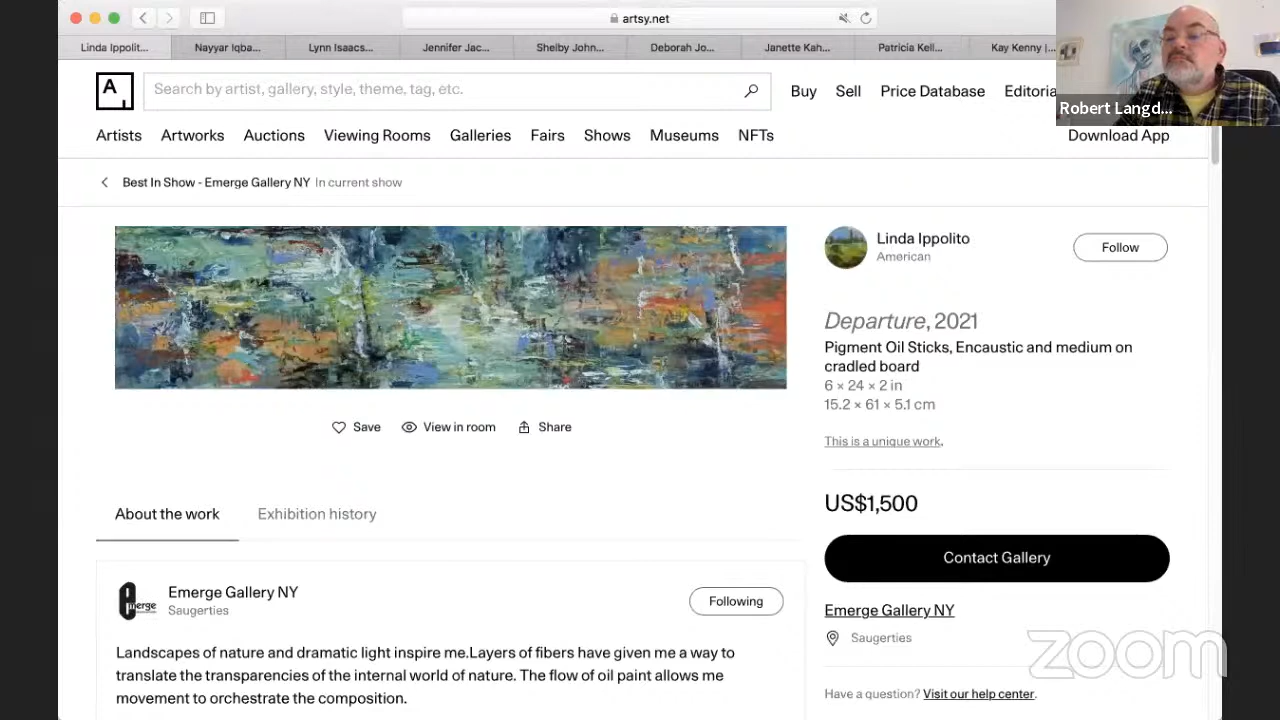 artsy.net
Linda Ippolit... Nayyar Iqba... Lynn Isaacs... Jennifer Jac... Shelby John... Deborah Jo... Janette Kah... Patricia Kell... Kay Kenny |...
A
Search by artist, gallery, style, theme, tag, etc.
Buy Sell Price Database Editoria
Robert Langd...
Artists Artworks Auctions Viewing Rooms Galleries Fairs Shows Museums NFTs Download App
Best In Show - Emerge Gallery NY In current show
Linda Ippolito
American
Follow
Departure, 2021
Pigment Oil Sticks, Encaustic and medium on
cradled board
6 × 24 × 2 in
15.2 × 61 × 5.1 cm
This is a unique work.
Save View in room Share
US$1,500
Contact Gallery
Emerge Gallery NY
Saugerties
Have a question? Visit our help center.
About the work Exhibition history
emerge
Emerge Gallery NY
Saugerties
Following
Landscapes of nature and dramatic light inspire me.Layers of fibers have given me a way to
translate the transparencies of the internal world of nature. The flow of oil paint allows me
movement to orchestrate the composition.
zoom